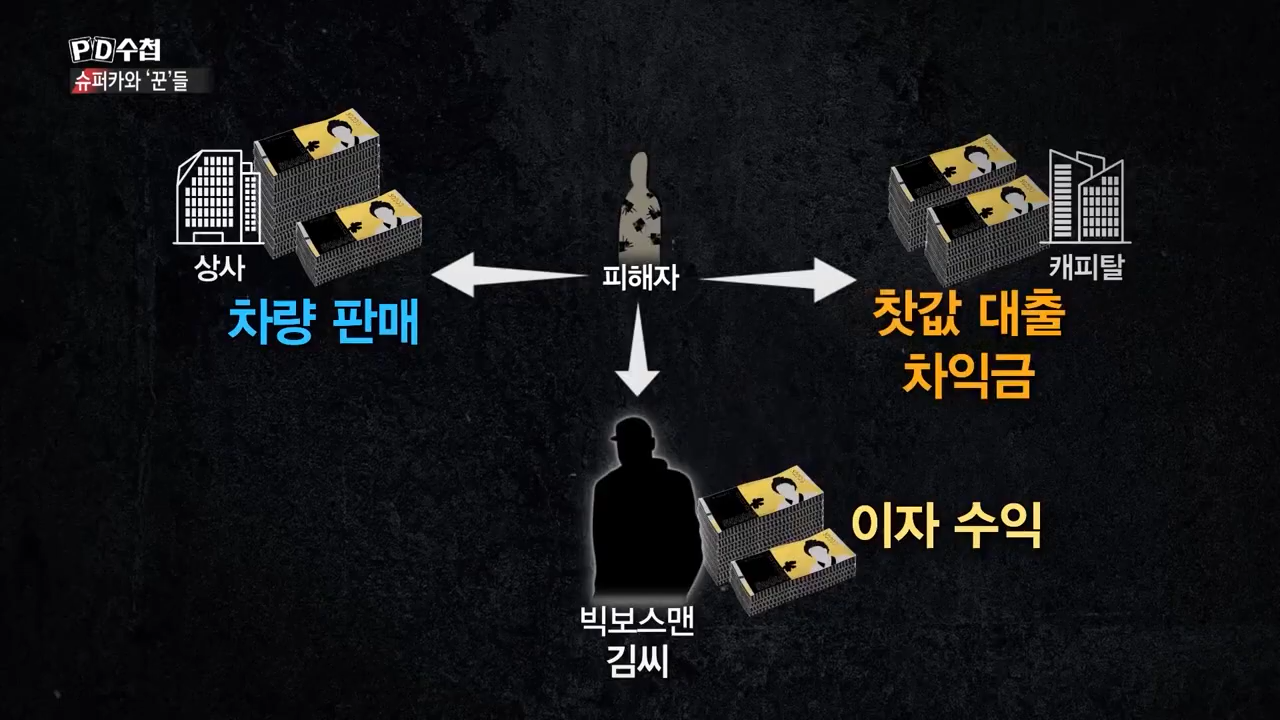 PD수첩
슈퍼카와 ‘꾼’들
상사
차량 판매
피해자
캐피탈
찻값 대출
차익금
이자 수익
빅보스맨
김씨